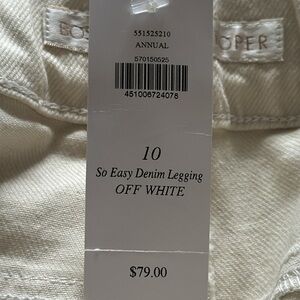 551525210
ANNUAL
570150525
451006724078
10
So Easy Denim Legging
OFF WHITE
$79.00